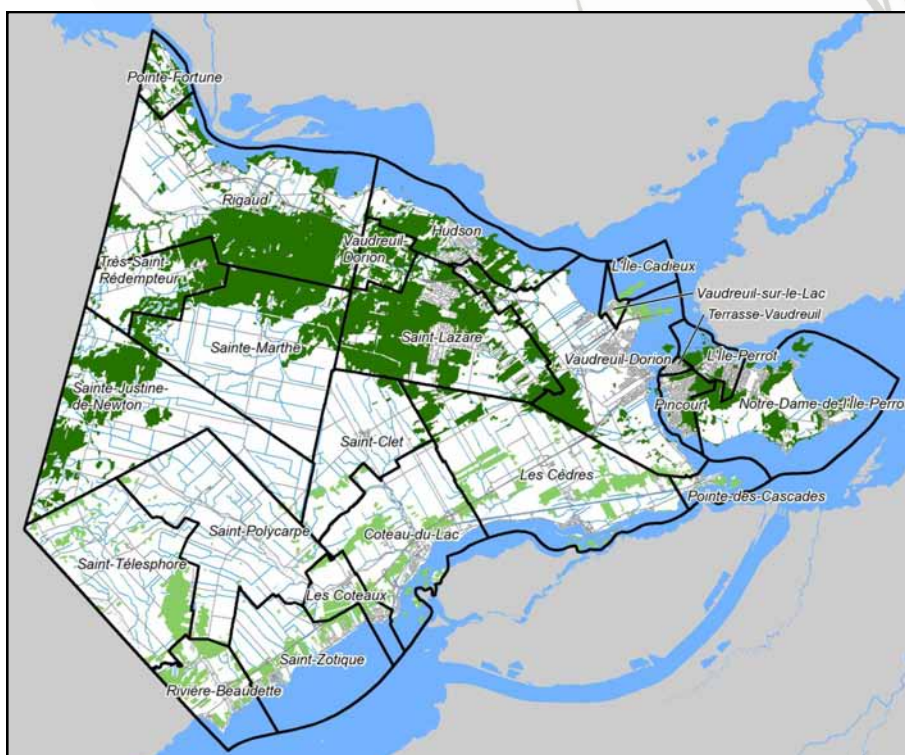 Pointe-Fortune
Rigaud
Hudson
Vaudreuil-
Dorion
Très-Saint-
Rédempteur
L'Île-Cadieux
Vaudreuil-sur-le-Lac
Terrasse-Vaudreuil
Saint-Lazare
Sainte-Marthe
Vaudreuil-Dorion
L'Île-Perrot
Sainte-Justine-
de-Newton
Pincourt
Notre-Dame-de-l'Île-Perrot
Saint-Clet
Les Cèdres
Pointe-des-Cascades
Saint-Polycarpe
Coteau-du-Lac
Saint-Télesphore
Les Coteaux
Saint-Zotique
Rivière-Beaudette